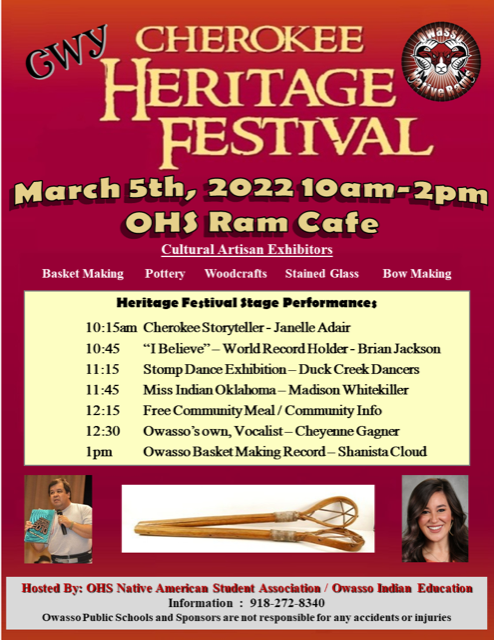 GWY
CHEROKEE
HERITAGE
FESTIVAL
Owasso
Native Rams
March 5th, 2022 10am-2pm
OHS Ram Cafe
Cultural Artisan Exhibitors
Basket Making Pottery Woodcrafts Stained Glass Bow Making
Heritage Festival Stage Performances
10:15am Cherokee Storyteller - Janelle Adair
10:45 “I Believe” – World Record Holder - Brian Jackson
11:15 Stomp Dance Exhibition – Duck Creek Dancers
11:45 Miss Indian Oklahoma – Madison Whitekiller
12:15 Free Community Meal / Community Info
12:30 Owasso’s own, Vocalist – Cheyenne Gagner
1pm Owasso Basket Making Record – Shanista Cloud
Hosted By: OHS Native American Student Association / Owasso Indian Education
Information : 918-272-8340
Owasso Public Schools and Sponsors are not responsible for any accidents or injuries